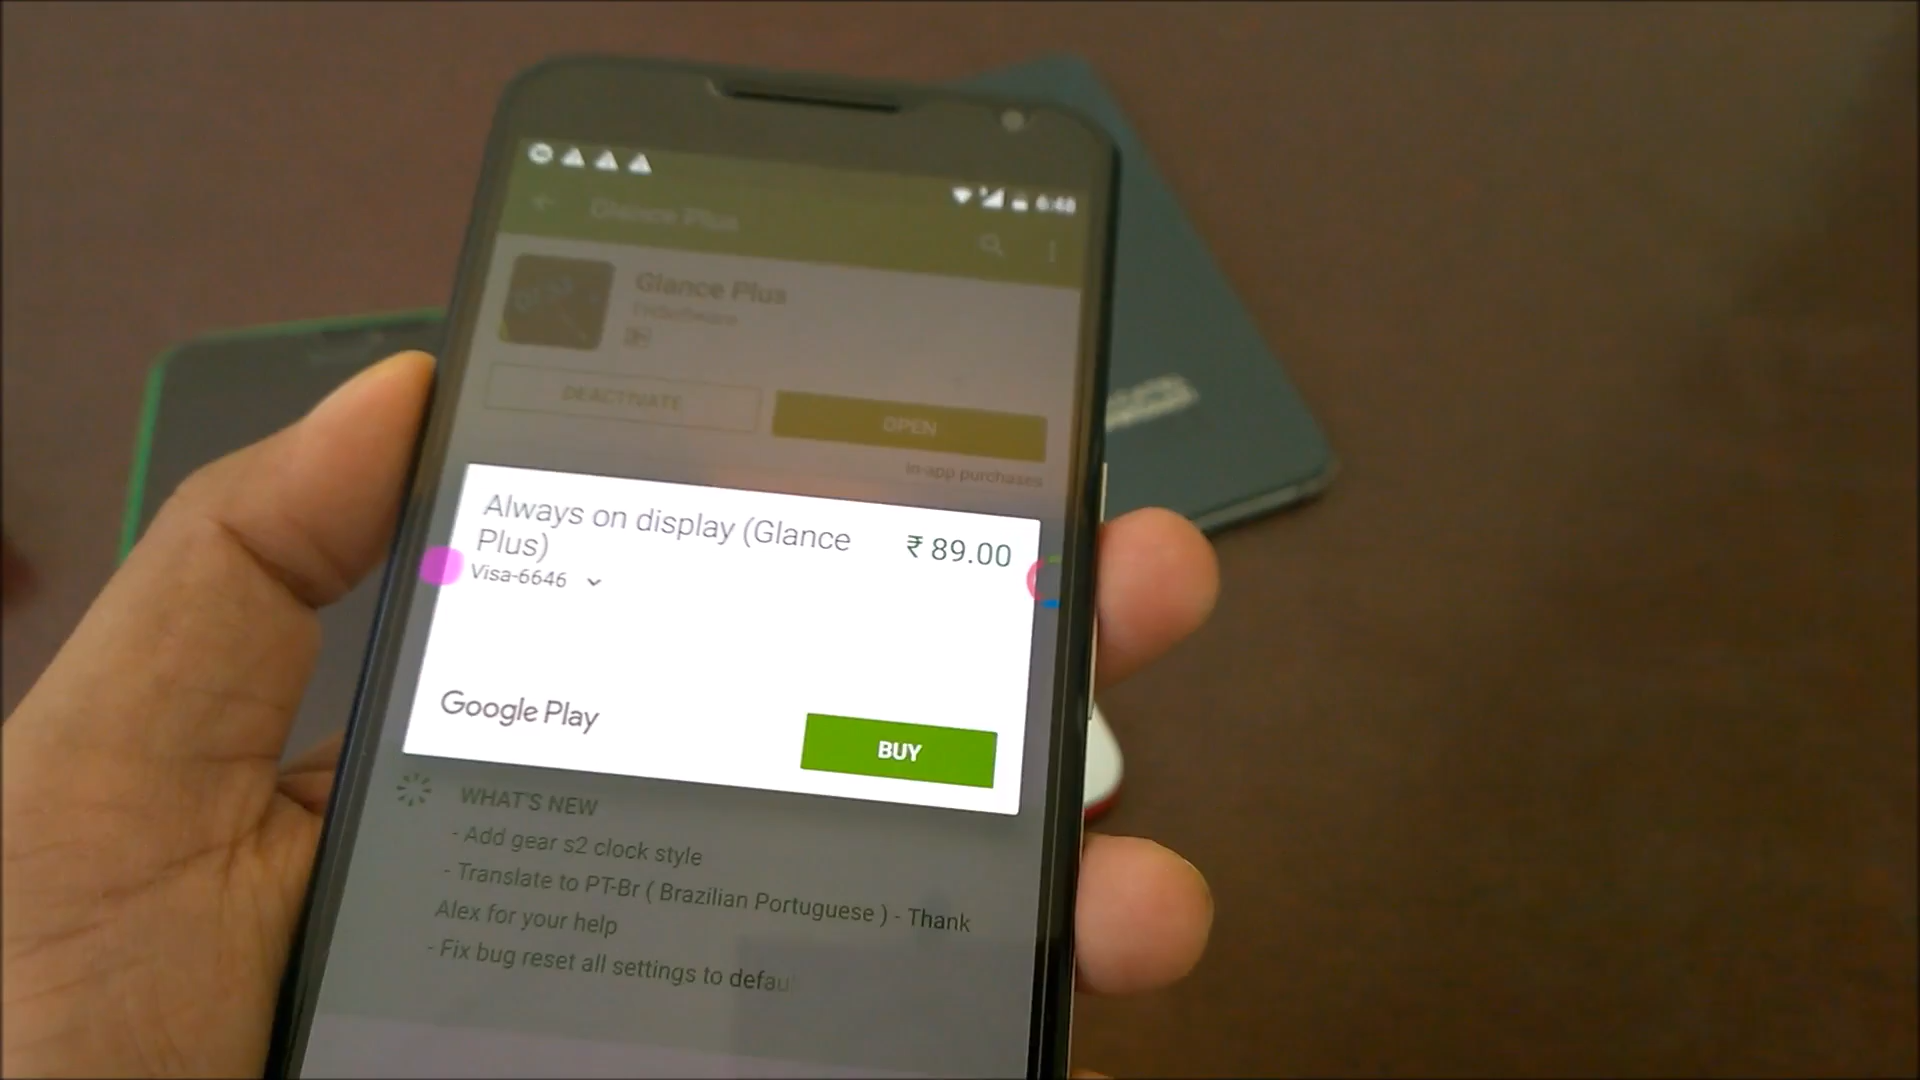 6:48
Glance Plus
Glance Plus
DEACTIVATE
OPEN
In-app purchases
Always on display (Glance
Plus)
₹ 89.00
Visa-6646
Google Play
BUY
WHAT'S NEW
- Add gear s2 clock style
- Translate to PT-Br ( Brazilian Portuguese ) - Thank
Alex for your help
- Fix bug reset all settings to defau